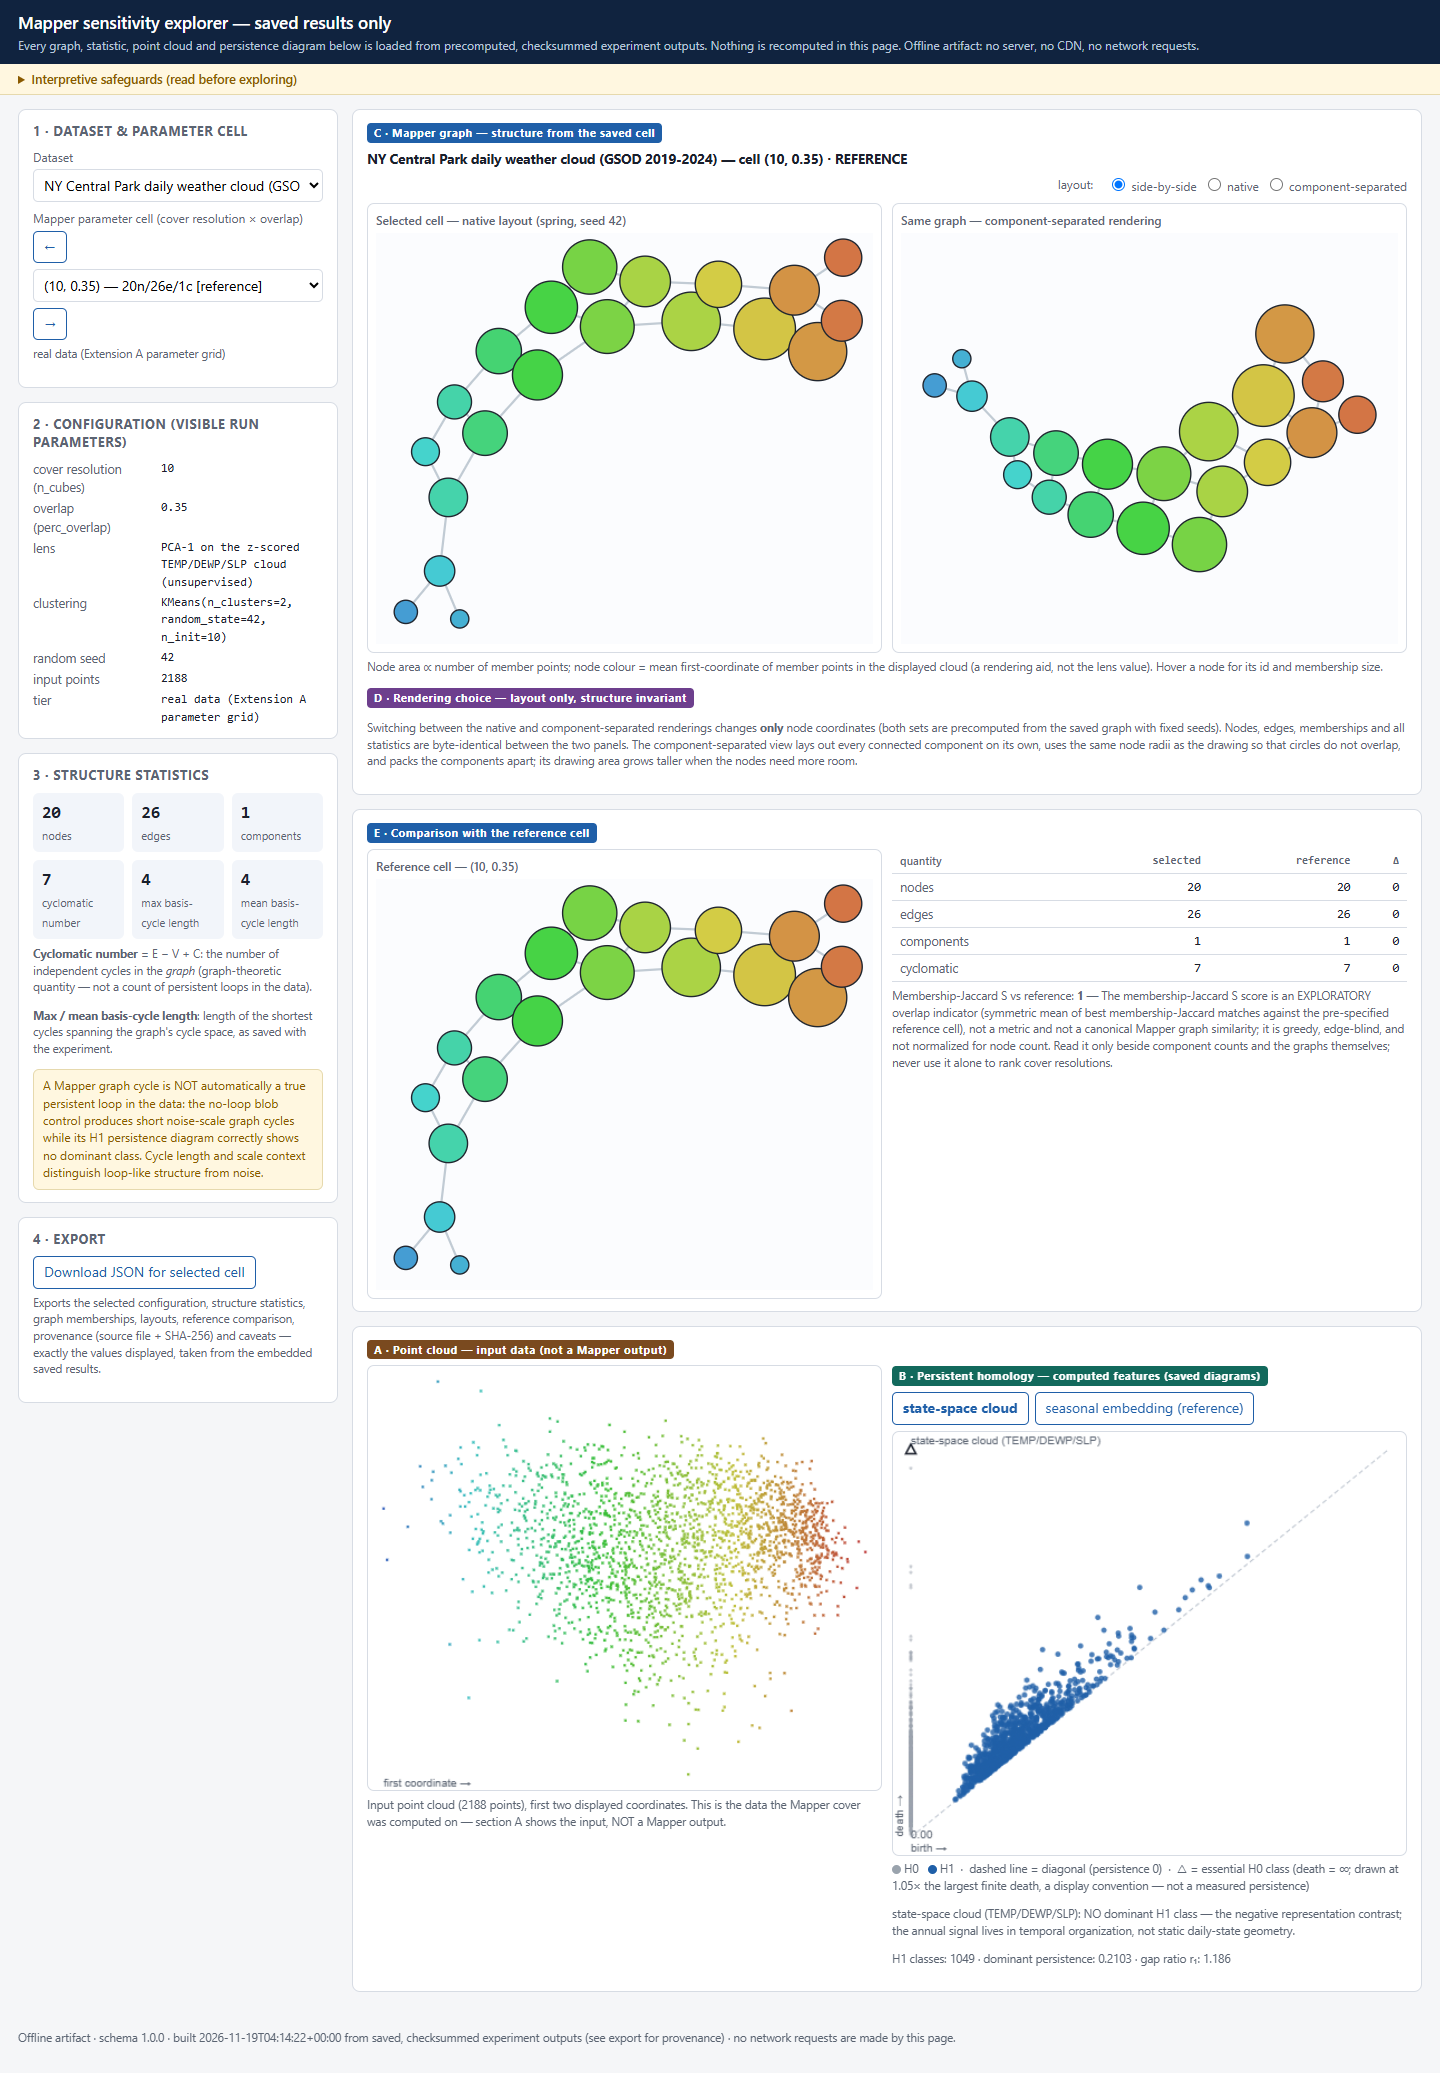 Mapper sensitivity explorer — saved results only
Every graph, statistic, point cloud and persistence diagram below is loaded from precomputed, checksummed experiment outputs. Nothing is recomputed in this page. Offline artifact: no server, no CDN, no network requests.
▶ Interpretive safeguards (read before exploring)
1 · DATASET & PARAMETER CELL
Dataset
NY Central Park daily weather cloud (GSO
Mapper parameter cell (cover resolution × overlap)
←
(10, 0.35) — 20n/26e/1c [reference]
→
real data (Extension A parameter grid)
2 · CONFIGURATION (VISIBLE RUN
PARAMETERS)
cover resolution 10
(n_cubes)
overlap 0.35
(perc_overlap)
lens PCA-1 on the z-scored
TEMP/DEWP/SLP cloud
(unsupervised)
clustering KMeans(n_clusters=2,
random_state=42,
n_init=10)
random seed 42
input points 2188
tier real data (Extension A
parameter grid)
3 · STRUCTURE STATISTICS
20 26 1
nodes edges components
7 4 4
cyclomatic max basis- mean basis-
number cycle length cycle length
Cyclomatic number = E − V + C: the number of
independent cycles in the graph (graph-theoretic
quantity — not a count of persistent loops in the data).
Max / mean basis-cycle length: length of the shortest
cycles spanning the graph's cycle space, as saved with
the experiment.
A Mapper graph cycle is NOT automatically a true
persistent loop in the data: the no-loop blob
control produces short noise-scale graph cycles
while its H1 persistence diagram correctly shows
no dominant class. Cycle length and scale context
distinguish loop-like structure from noise.
4 · EXPORT
Download JSON for selected cell
Exports the selected configuration, structure statistics,
graph memberships, layouts, reference comparison,
provenance (source file + SHA-256) and caveats —
exactly the values displayed, taken from the embedded
saved results.
C · Mapper graph — structure from the saved cell
NY Central Park daily weather cloud (GSOD 2019-2024) — cell (10, 0.35) · REFERENCE
layout: side-by-side native component-separated
Selected cell — native layout (spring, seed 42)
Same graph — component-separated rendering
Node area ∝ number of member points; node colour = mean first-coordinate of member points in the displayed cloud (a rendering aid, not the lens value). Hover a node for its id and membership size.
D · Rendering choice — layout only, structure invariant
Switching between the native and component-separated renderings changes only node coordinates (both sets are precomputed from the saved graph with fixed seeds). Nodes, edges, memberships and all
statistics are byte-identical between the two panels. The component-separated view lays out every connected component on its own, uses the same node radii as the drawing so that circles do not overlap,
and packs the components apart; its drawing area grows taller when the nodes need more room.
E · Comparison with the reference cell
Reference cell — (10, 0.35)
quantity selected reference Δ
nodes 20 20 0
edges 26 26 0
components 1 1 0
cyclomatic 7 7 0
Membership-Jaccard S vs reference: 1 — The membership-Jaccard S score is an EXPLORATORY
overlap indicator (symmetric mean of best membership-Jaccard matches against the pre-specified
reference cell), not a metric and not a canonical Mapper graph similarity; it is greedy, edge-blind, and
not normalized for node count. Read it only beside component counts and the graphs themselves;
never use it alone to rank cover resolutions.
A · Point cloud — input data (not a Mapper output)
first coordinate →
Input point cloud (2188 points), first two displayed coordinates. This is the data the Mapper cover
was computed on — section A shows the input, NOT a Mapper output.
B · Persistent homology — computed features (saved diagrams)
state-space cloud seasonal embedding (reference)
state-space cloud (TEMP/DEWP/SLP)
death →
0.00
birth →
H0 H1 · dashed line = diagonal (persistence 0) · △ = essential H0 class (death = ∞; drawn at
1.05× the largest finite death, a display convention — not a measured persistence)
state-space cloud (TEMP/DEWP/SLP): NO dominant H1 class — the negative representation contrast;
the annual signal lives in temporal organization, not static daily-state geometry.
H1 classes: 1049 · dominant persistence: 0.2103 · gap ratio r₁: 1.186
Offline artifact · schema 1.0.0 · built 2026-11-19T04:14:22+00:00 from saved, checksummed experiment outputs (see export for provenance) · no network requests are made by this page.